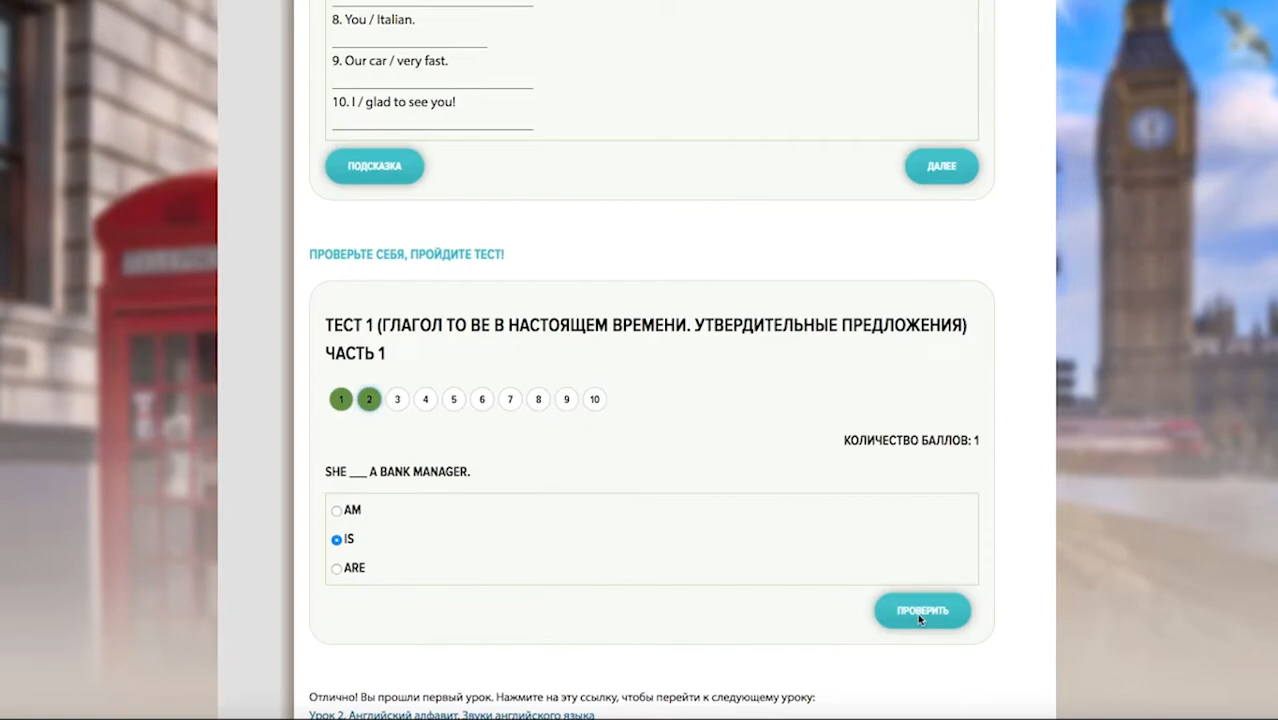 8. You / Italian.
9. Our car / very fast.
10. I / glad to see you!
ПОДСКАЗКА
ДАЛЕЕ
ПРОВЕРЬТЕ СЕБЯ, ПРОЙДИТЕ ТЕСТ!
ТЕСТ 1 (ГЛАГОЛ TO BE В НАСТОЯЩЕМ ВРЕМЕНИ. УТВЕРДИТЕЛЬНЫЕ ПРЕДЛОЖЕНИЯ)
ЧАСТЬ 1
1 2 3 4 5 6 7 8 9 10
КОЛИЧЕСТВО БАЛЛОВ: 1
SHE ___ A BANK MANAGER.
AM
IS
ARE
ПРОВЕРИТЬ
Отлично! Вы прошли первый урок. Нажмите на эту ссылку, чтобы перейти к следующему уроку:
Урок 2. Английский алфавит. Звуки английского языка